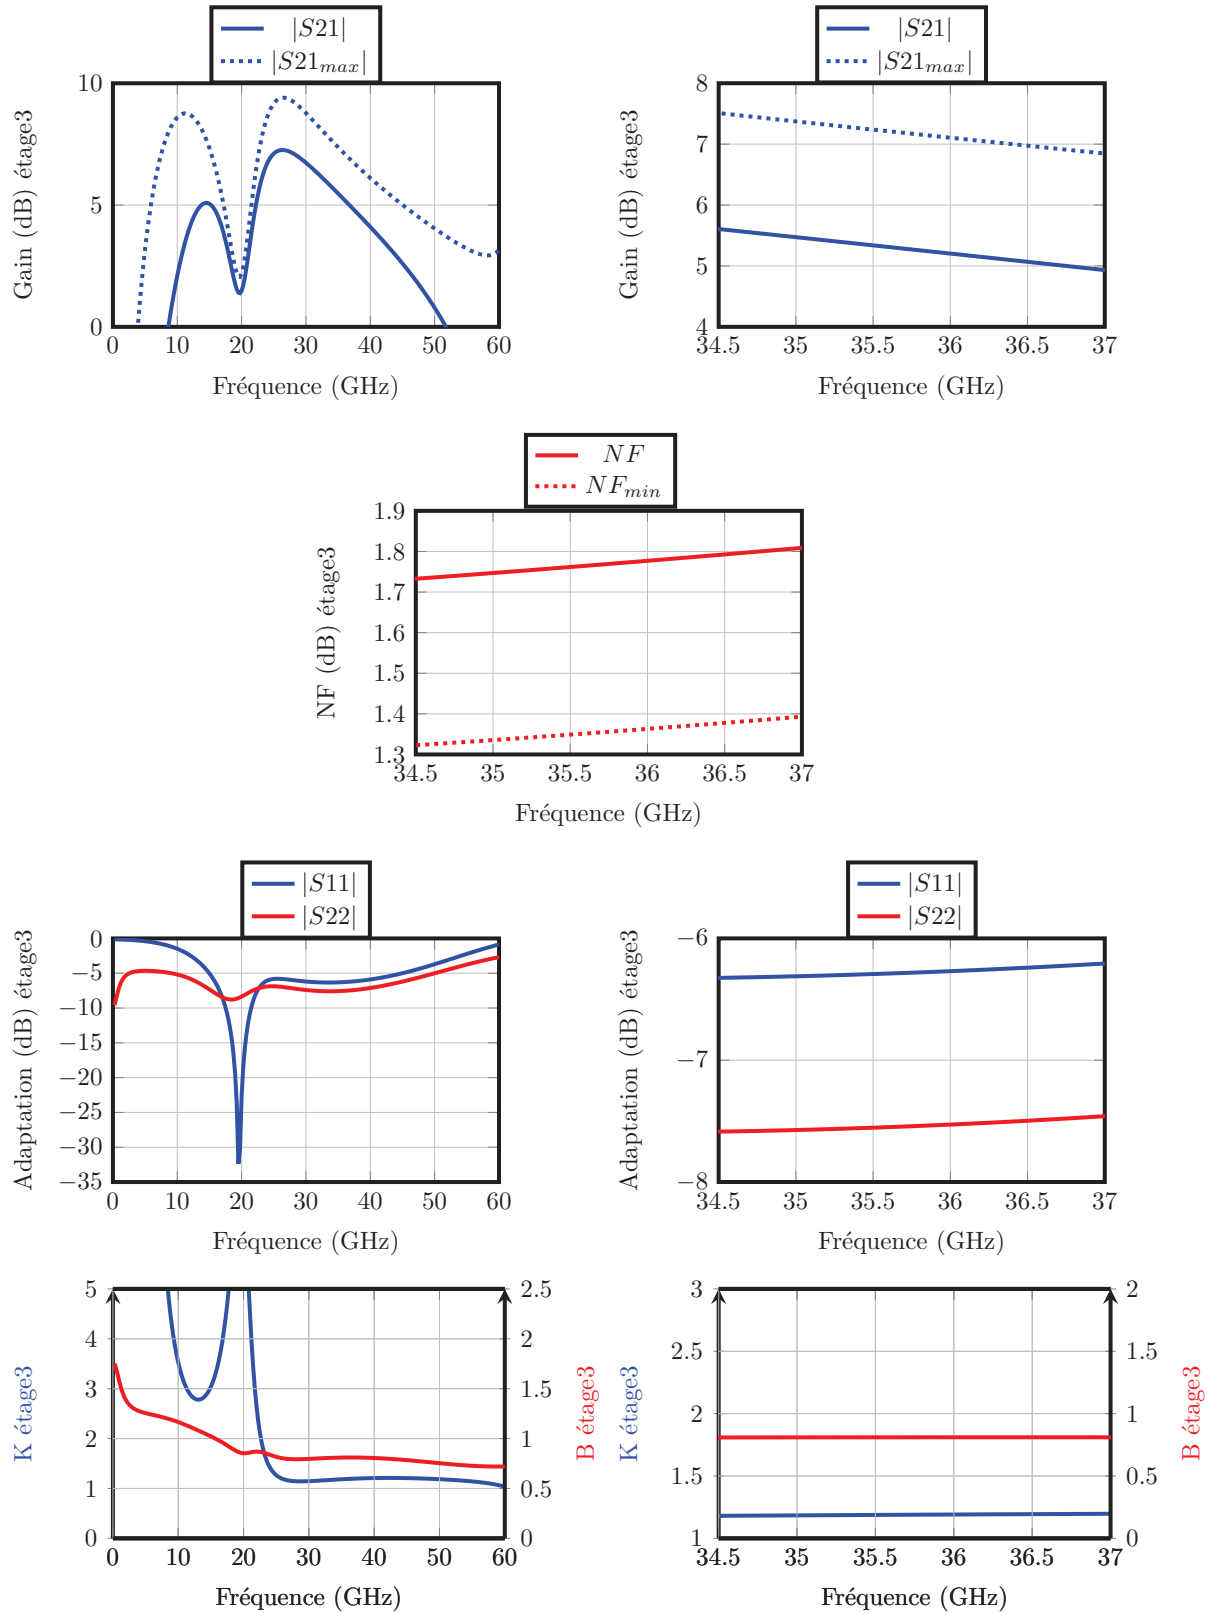 |S21|
|S21max|
Gain (dB) étage3
10
5
0
0 10 20 30 40 50 60
Fréquence (GHz)
|S21|
|S21max|
Gain (dB) étage3
8
7
6
5
4
34.5 35 35.5 36 36.5 37
Fréquence (GHz)
NF
NFmin
NF (dB) étage3
1.9
1.8
1.7
1.6
1.5
1.4
1.3
34.5 35 35.5 36 36.5 37
Fréquence (GHz)
|S11|
|S22|
Adaptation (dB) étage3
0
−5
−10
−15
−20
−25
−30
−35
0 10 20 30 40 50 60
Fréquence (GHz)
|S11|
|S22|
Adaptation (dB) étage3
−6
−7
−8
34.5 35 35.5 36 36.5 37
Fréquence (GHz)
K étage3
5
4
3
2
1
0
0 10 20 30 40 50 60
Fréquence (GHz)
2.5
2
1.5
1
0.5
0
B étage3
K étage3
3
2.5
2
1.5
1
34.5 35 35.5 36 36.5 37
Fréquence (GHz)
2
1.5
1
0.5
0
B étage3